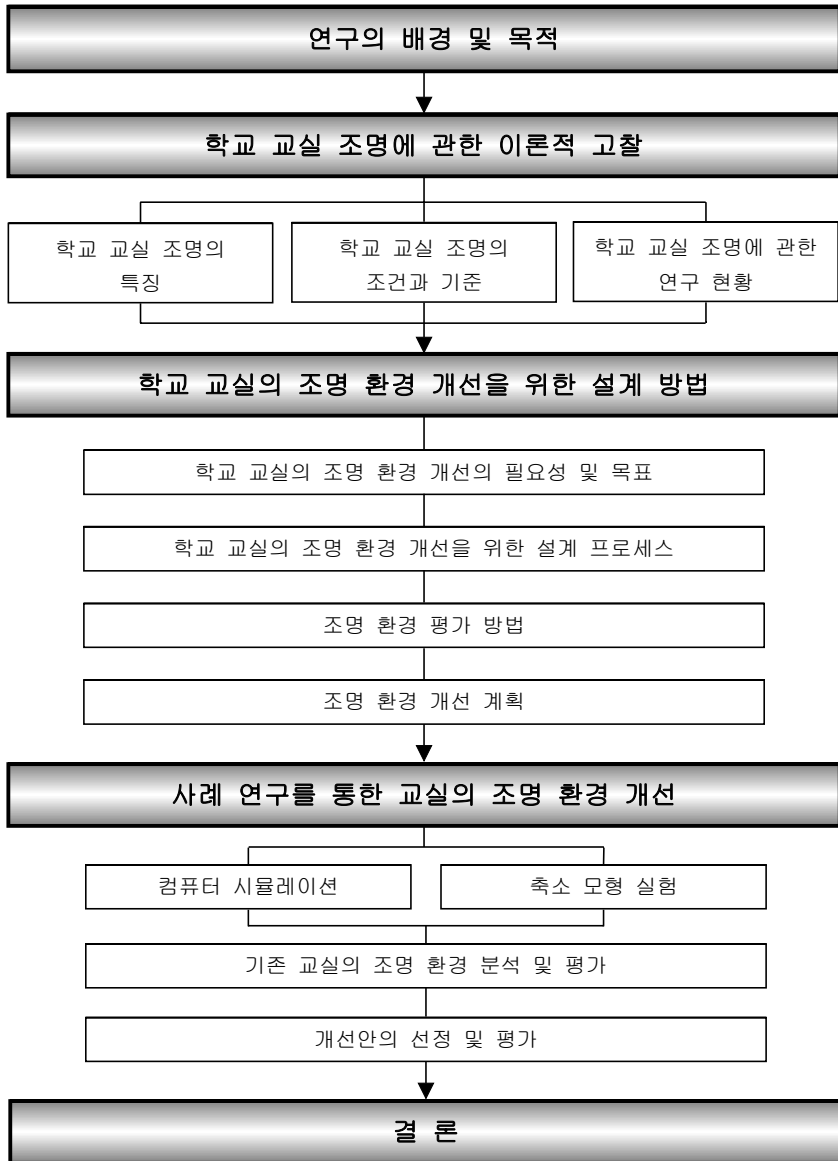 연구의 배경 및 목적
학교 교실 조명에 관한 이론적 고찰
학교 교실 조명의
특징
학교 교실 조명의
조건과 기준
학교 교실 조명에 관한
연구 현황
학교 교실의 조명 환경 개선을 위한 설계 방법
학교 교실의 조명 환경 개선의 필요성 및 목표
학교 교실의 조명 환경 개선을 위한 설계 프로세스
조명 환경 평가 방법
조명 환경 개선 계획
사례 연구를 통한 교실의 조명 환경 개선
컴퓨터 시뮬레이션
축소 모형 실험
기존 교실의 조명 환경 분석 및 평가
개선안의 선정 및 평가
결 론